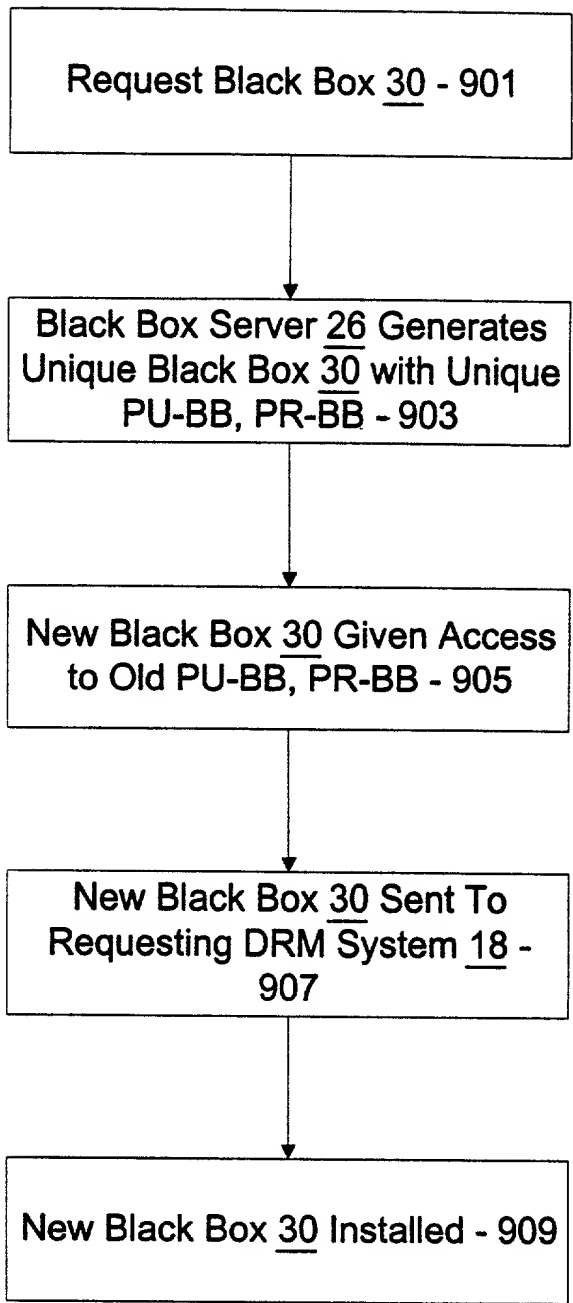 Request Black Box 30 - 901
Black Box Server 26 Generates
Unique Black Box 30 with Unique
PU-BB, PR-BB - 903
New Black Box 30 Given Access
to Old PU-BB, PR-BB - 905
New Black Box 30 Sent To
Requesting DRM System 18 -
907
New Black Box 30 Installed - 909